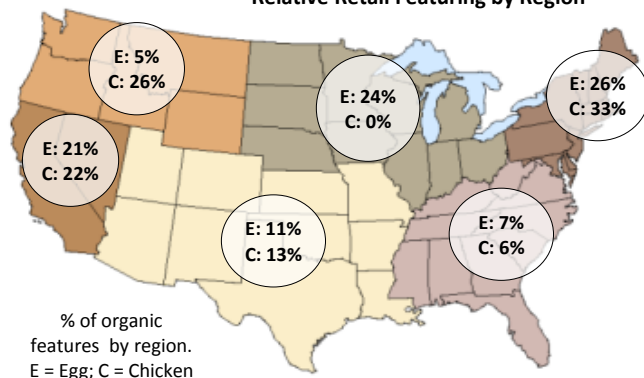 Relative Retail Featuring by Region
E: 5%
C: 26%
E: 24%
C: 0%
E: 26%
C: 33%
E: 21%
C: 22%
E: 11%
C: 13%
E: 7%
C: 6%
% of organic
features by region.
E = Egg; C = Chicken